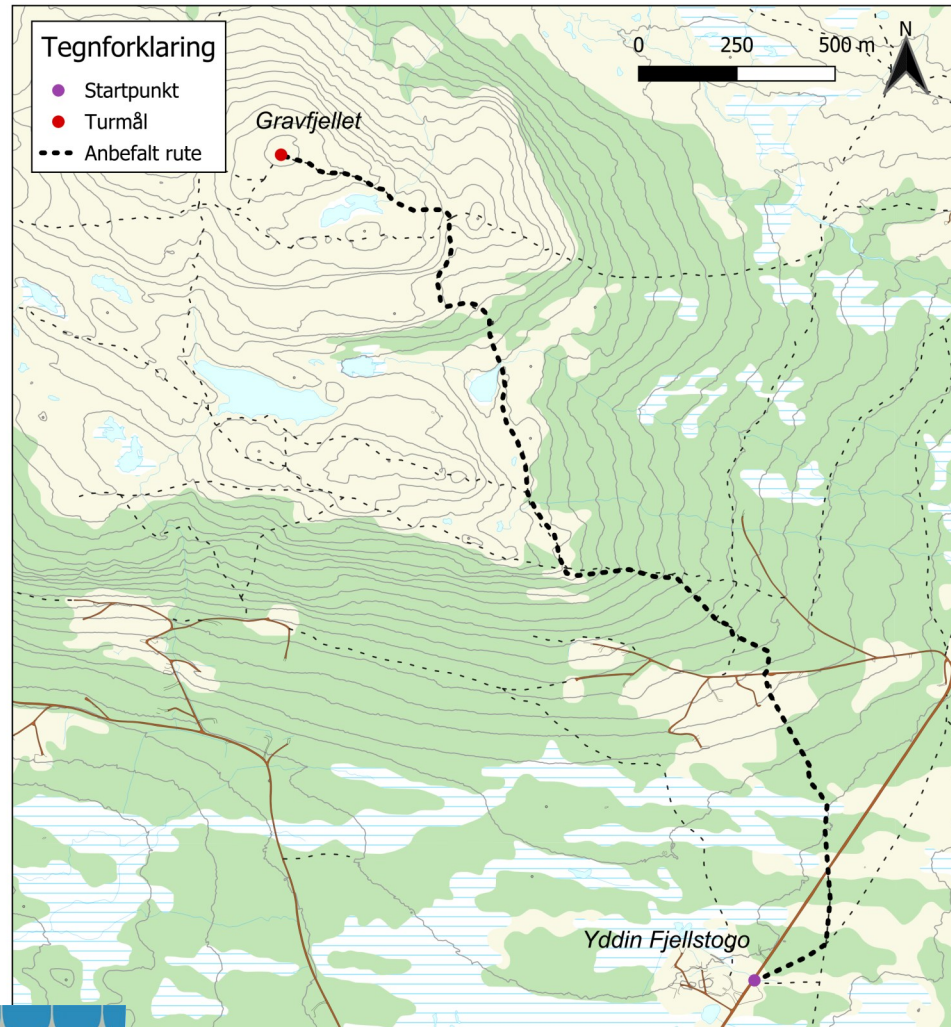 Tegnforklaring
Startpunkt
Turmål
Anbefalt rute
0 250 500 m
N
Gravfjellet
Yddin Fjellstogo